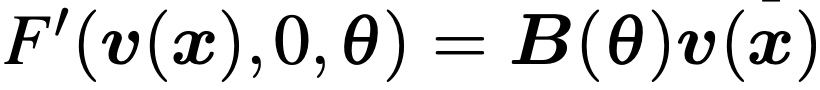 F′(v(x), 0, θ) = B(θ)v(x̄)